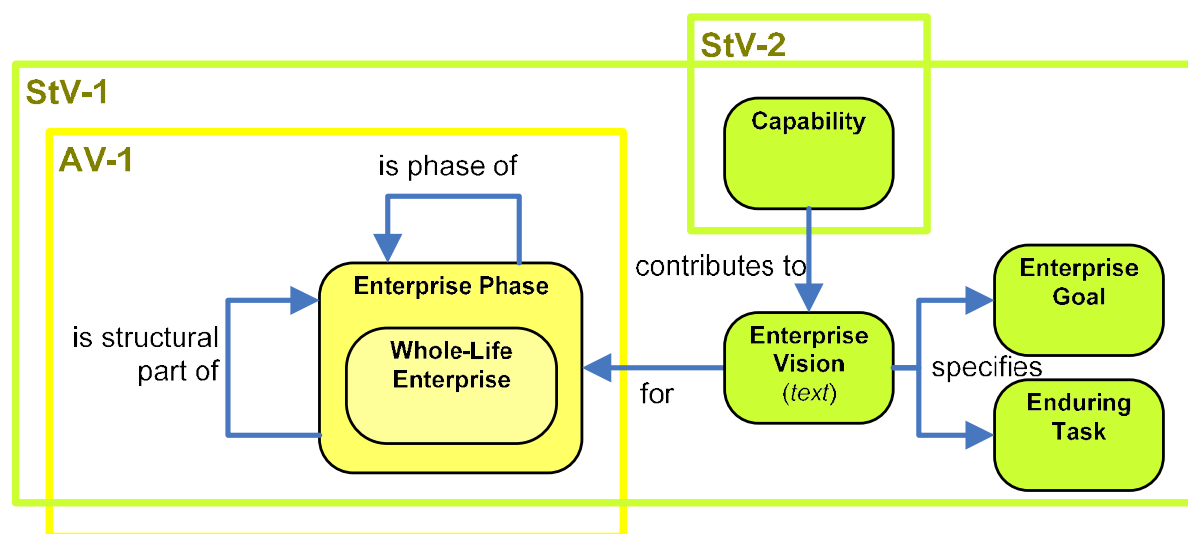 StV-2
StV-1
Capability
AV-1
is phase of
contributes to
Enterprise
Goal
Enterprise Phase
is structural
part of
Whole-Life
Enterprise
Enterprise
Vision
(text)
for
specifies
Enduring
Task